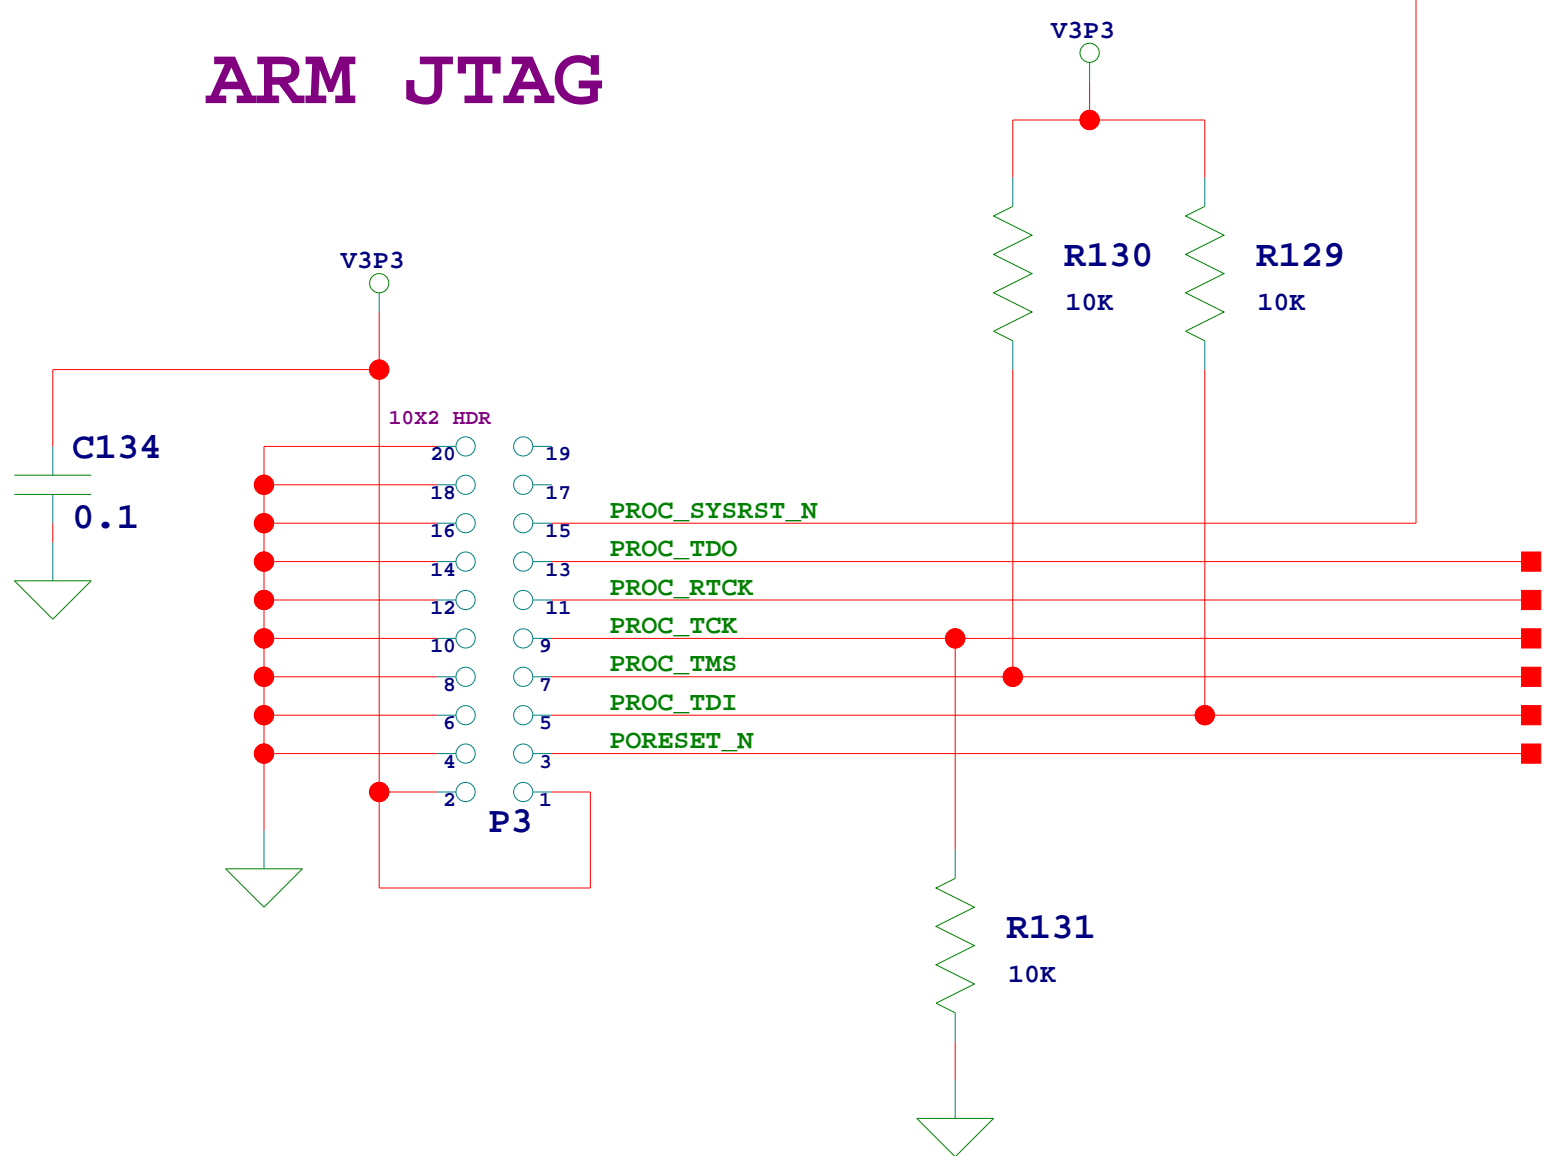 V3P3
ARM JTAG
R130
R129
V3P3
10K
10K
10X2 HDR
C134
20
19
18
17
PROC_SYSRST_N
0.1
16
15
PROC_TDO
14
13
PROC_RTCK
12
11
PROC_TCK
10
9
PROC_TMS
8
7
PROC_TDI
6
5
PORESET_N
4
3
2
1
P3
R131
10K